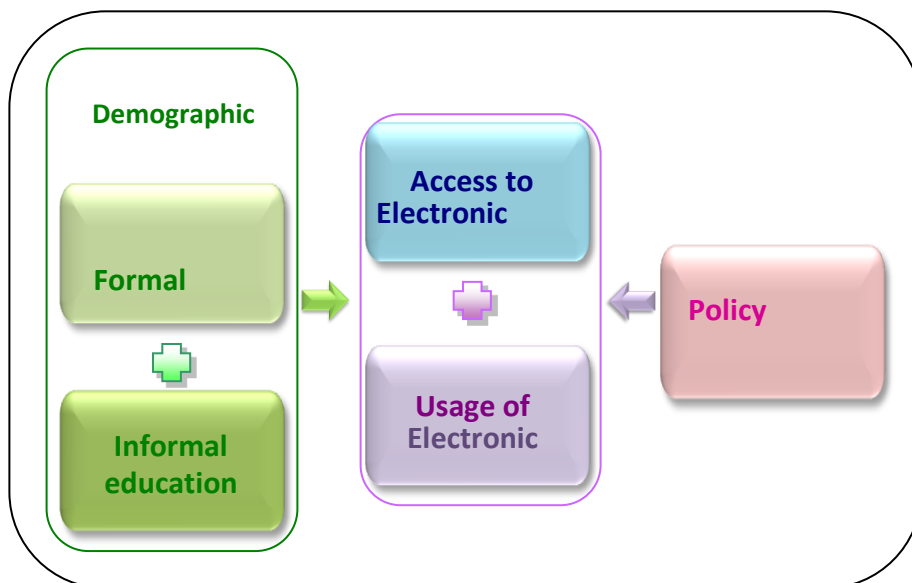 Demographic
Formal
Informal
education
Access to
Electronic
Usage of
Electronic
Policy